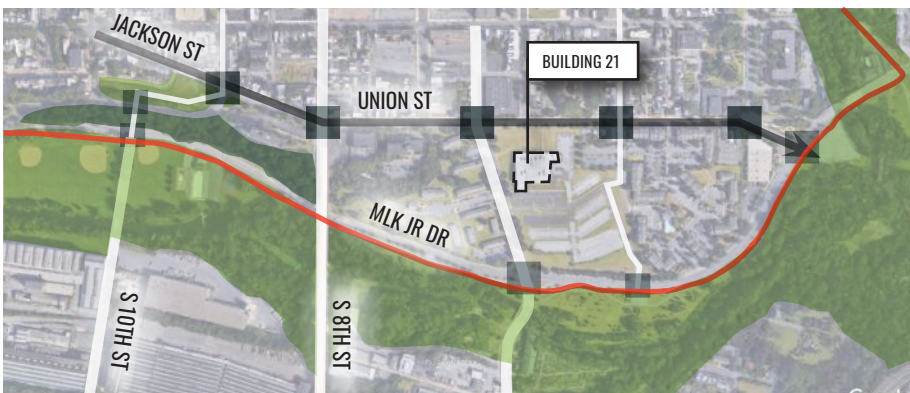 JACKSON ST
BUILDING 21
UNION ST
MLK JR DR
S 10TH ST
S 8TH ST